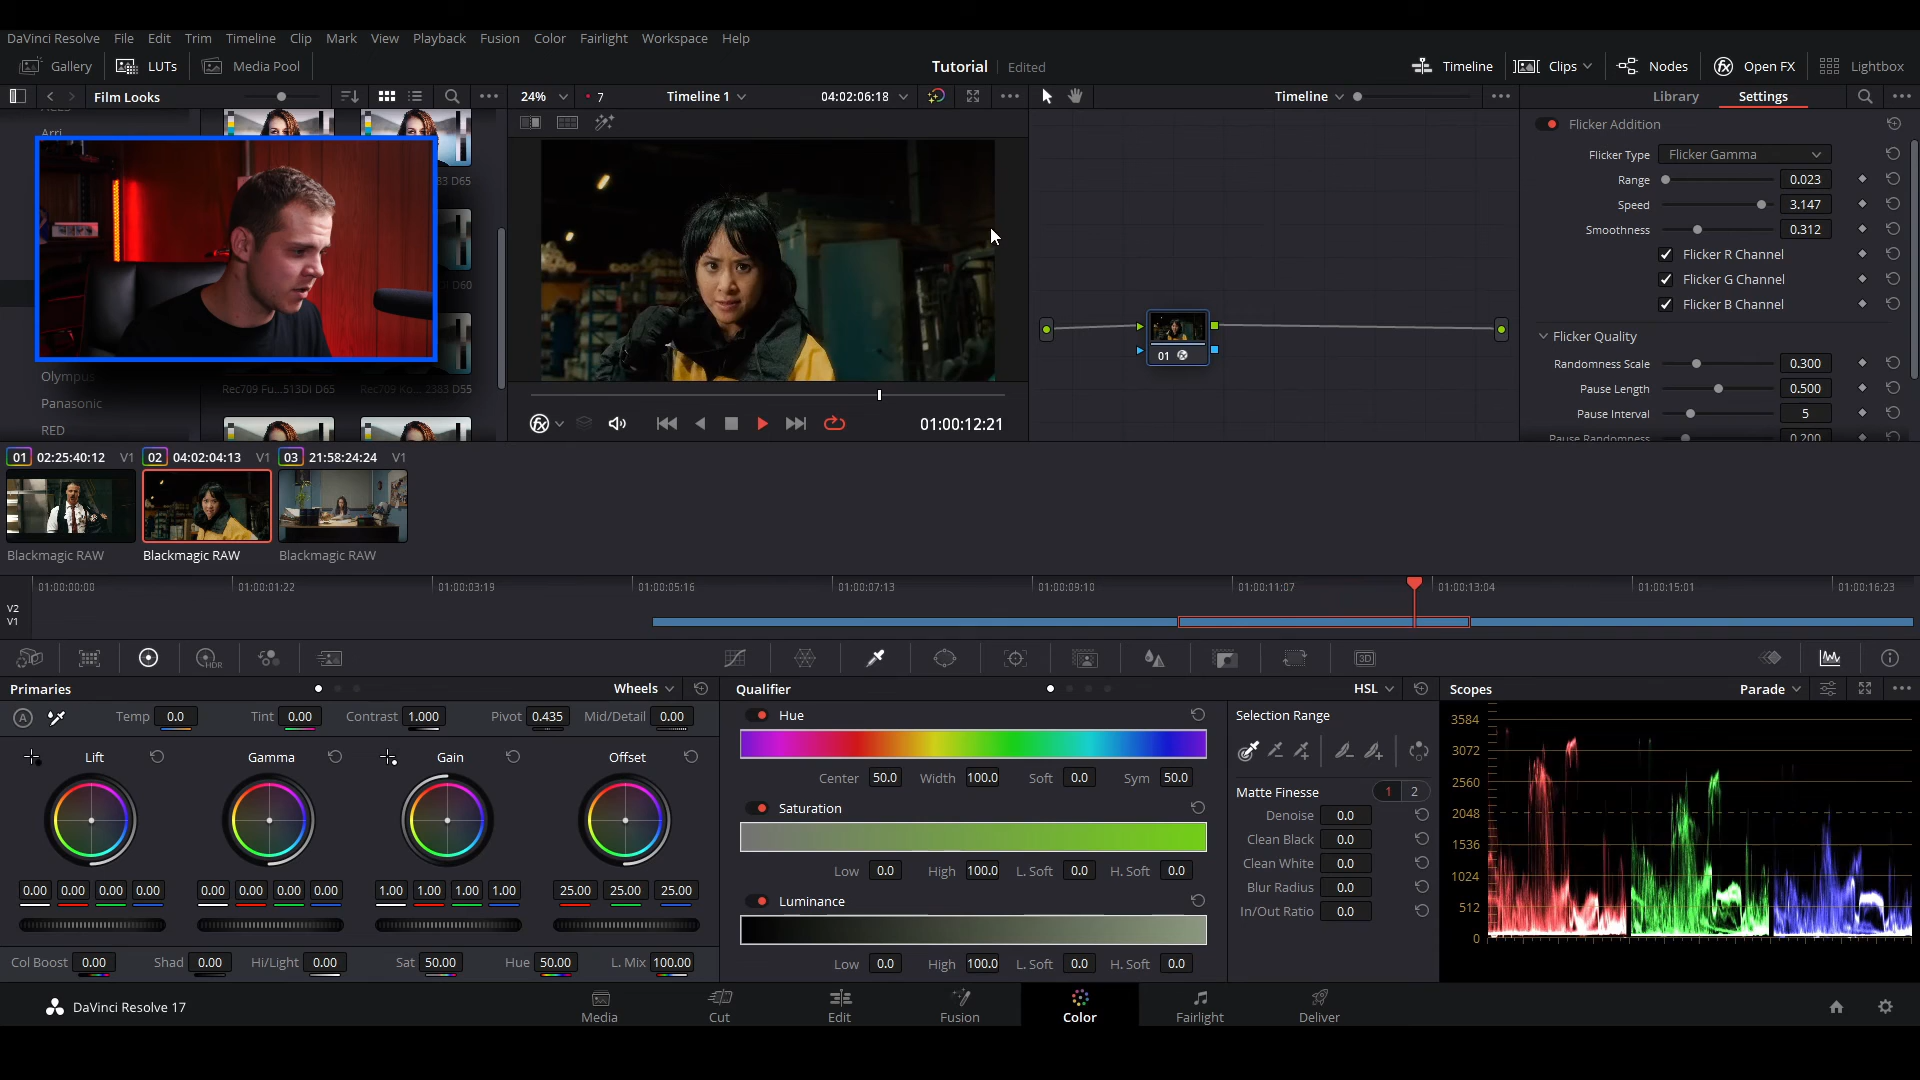 DaVinci Resolve File Edit Trim Timeline Clip Mark View Playback Fusion Color Fairlight Workspace Help
Gallery LUTs Media Pool Tutorial Edited Timeline Clips Nodes Open FX Lightbox
Film Looks 24% 7 Timeline 1 04:02:06:18 Timeline Library Settings
Arri
Flicker Addition
Flicker Type Flicker Gamma
Range 0.023
383 D65
Speed 3.147
Smoothness 0.312
Flicker R Channel
Flicker G Channel
Flicker B Channel
Flicker Quality
Randomness Scale 0.300
Pause Length 0.500
Pause Interval 5
Pause Randomness 0.200
Olympus
Rec709 Fu...513DI D65 Rec709 Ko... 2383 D55
Panasonic
RED
01:00:12:21
01 
01 02:25:40:12 V1 02 04:02:04:13 V1 03 21:58:24:24 V1
Blackmagic RAW Blackmagic RAW Blackmagic RAW
01:00:00:00 01:00:01:22 01:00:03:19 01:00:05:16 01:00:07:13 01:00:09:10 01:00:11:07 01:00:13:04 01:00:15:01 01:00:16:23
V2
V1
HDR 3D
Primaries Wheels Qualifier HSL Scopes Parade
A Temp 0.0 Tint 0.00 Contrast 1.000 Pivot 0.435 Mid/Detail 0.00
Hue Selection Range
Lift Gamma Gain Offset
Center 50.0 Width 100.0 Soft 0.0 Sym 50.0
Matte Finesse 1 2
Saturation Denoise 0.0
Clean Black 0.0
Clean White 0.0
Low 0.0 High 100.0 L. Soft 0.0 H. Soft 0.0
Blur Radius 0.0
In/Out Ratio 0.0
0.00 0.00 0.00 0.00 0.00 0.00 0.00 0.00 1.00 1.00 1.00 1.00 25.00 25.00 25.00
Luminance
Low 0.0 High 100.0 L. Soft 0.0 H. Soft 0.0
Col Boost 0.00 Shad 0.00 Hi/Light 0.00 Sat 50.00 Hue 50.00 L. Mix 100.00
3584
3072
2560
2048
1536
1024
512
0
DaVinci Resolve 17 Media Cut Edit Fusion Color Fairlight Deliver